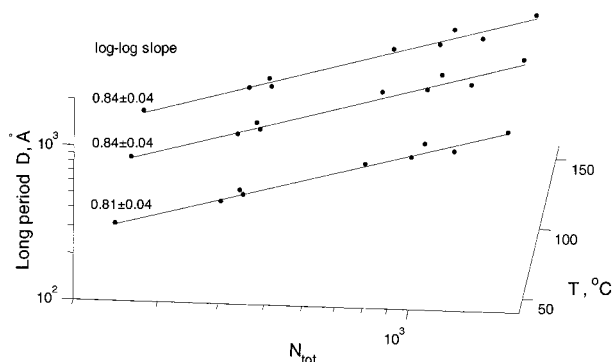 log-log slope
0.84±0.04
0.84±0.04
0.81±0.04
10³
10²
Long period D, Å
10³
N_tot
150
100
50
T, °C